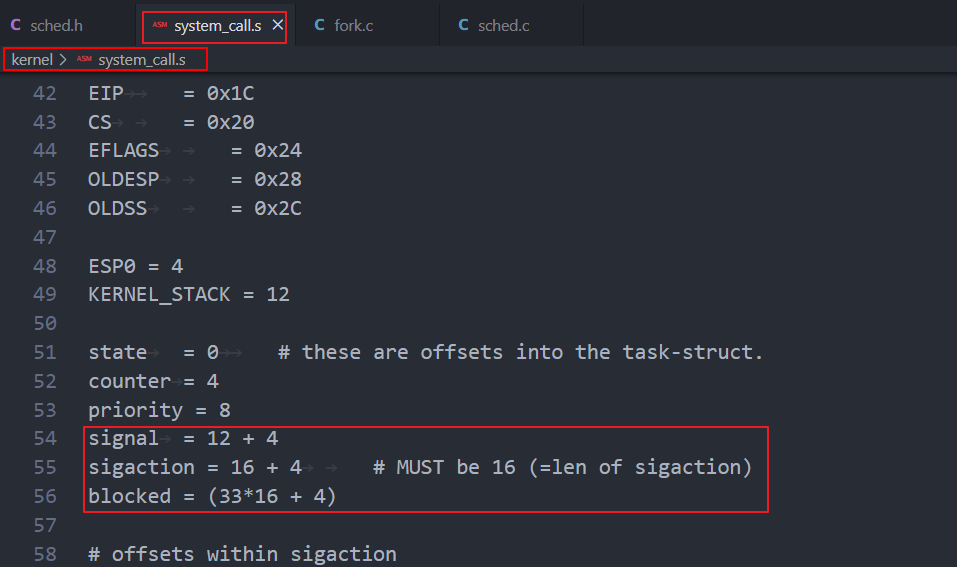 C sched.h ASM system_call.s × C fork.c C sched.c
kernel > ASM system_call.s
42 EIP = 0x1C
43 CS = 0x20
44 EFLAGS = 0x24
45 OLDESP = 0x28
46 OLDSS = 0x2C
47
48 ESP0 = 4
49 KERNEL_STACK = 12
50
51 state = 0 # these are offsets into the task-struct.
52 counter = 4
53 priority = 8
54 signal = 12 + 4
55 sigaction = 16 + 4 # MUST be 16 (=len of sigaction)
56 blocked = (33*16 + 4)
57
58 # offsets within sigaction